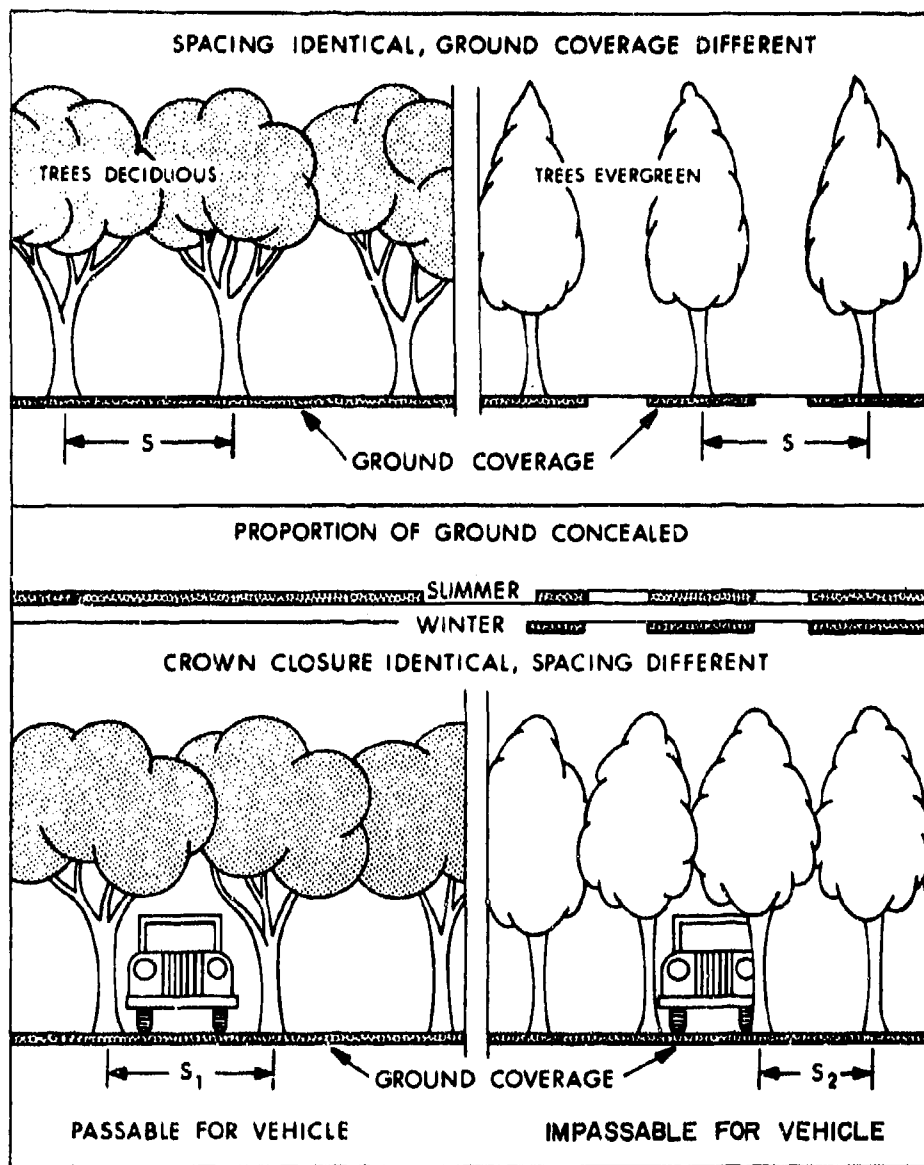 SPACING IDENTICAL, GROUND COVERAGE DIFFERENT
TREES DECIDUOUS
TREES EVERGREEN
S
S
GROUND COVERAGE
PROPORTION OF GROUND CONCEALED
SUMMER
WINTER
CROWN CLOSURE IDENTICAL, SPACING DIFFERENT
S₁
S₂
GROUND COVERAGE
PASSABLE FOR VEHICLE
IMPASSABLE FOR VEHICLE